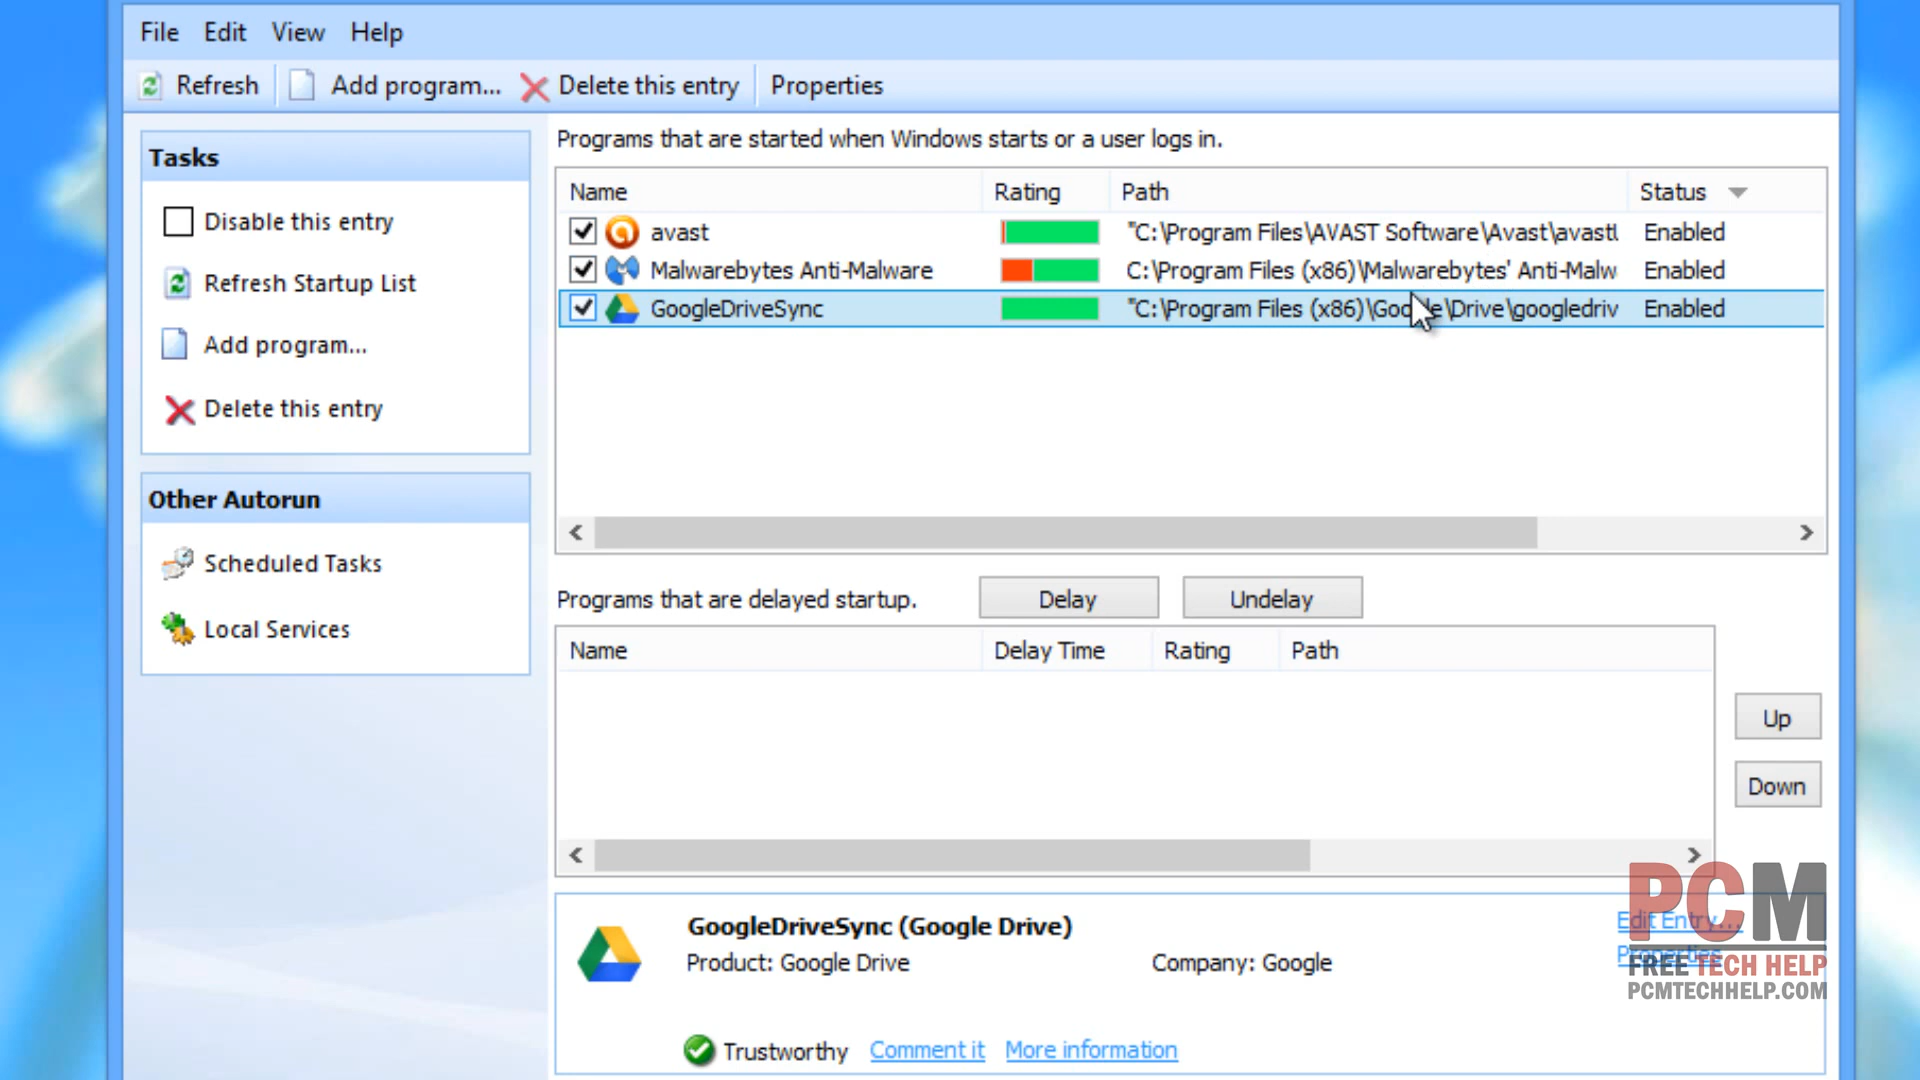 File Edit View Help
Refresh Add program... Delete this entry Properties
Tasks
Disable this entry
Refresh Startup List
Add program...
Delete this entry
Other Autorun
Scheduled Tasks
Local Services
Programs that are started when Windows starts or a user logs in.
Name Rating Path Status
avast "C:\Program Files\AVAST Software\Avast\avastU Enabled
Malwarebytes Anti-Malware C:\Program Files (x86)\Malwarebytes' Anti-Malw Enabled
GoogleDriveSync "C:\Program Files (x86)\Google\Drive\googledriv Enabled
Programs that are delayed startup. Delay Undelay
Name Delay Time Rating Path
Up
Down
GoogleDriveSync (Google Drive) Edit Entry...
Product: Google Drive Company: Google Properties
Trustworthy Comment it More information
PCM
FREE TECH HELP
PCMTECHHELP.COM